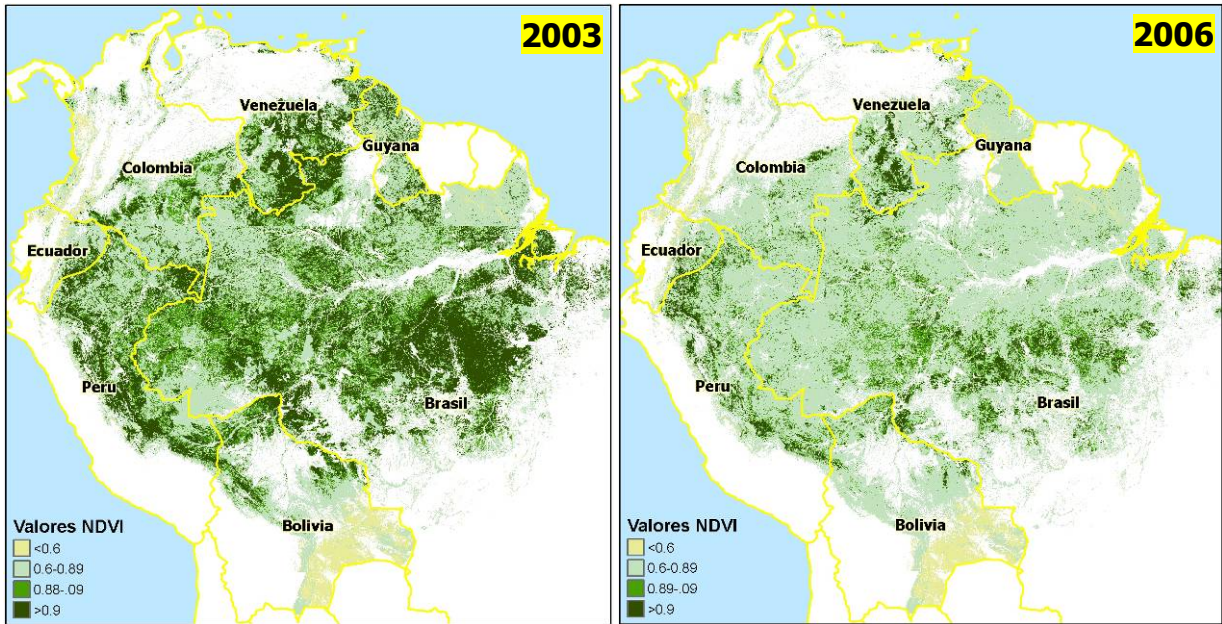 2003
Venezuela
Guyana
Colombia
Ecuador
Peru
Brasil
Bolivia
Valores NDVI
<0.6
0.6-0.89
0.88-.09
>0.9
2006
Venezuela
Guyana
Colombia
Ecuador
Peru
Brasil
Bolivia
Valores NDVI
<0.6
0.6-0.89
0.89-.09
>0.9